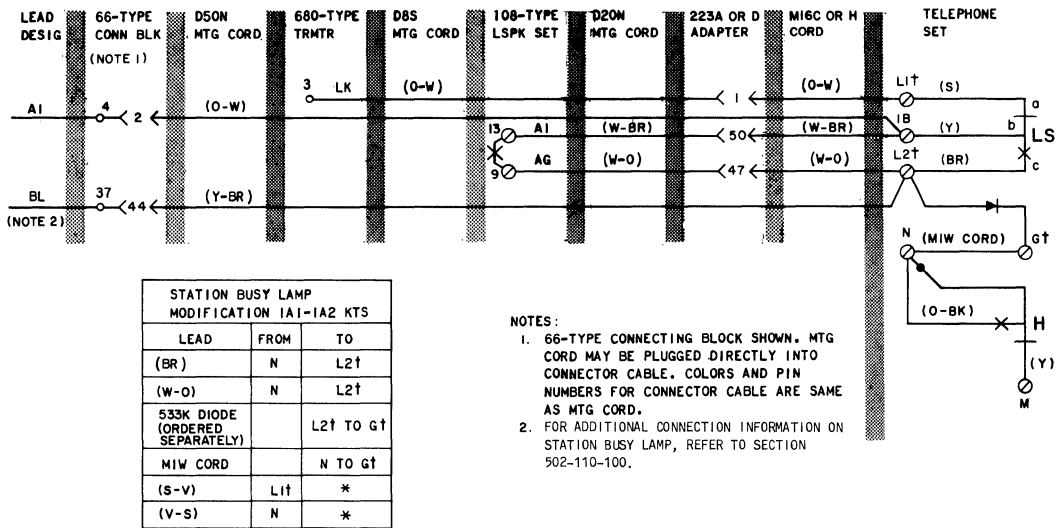 LEAD DESIG
66-TYPE CONN BLK
(NOTE 1)
D50N MTG CORD
680-TYPE TRMTR
D8S MTG CORD
108-TYPE LSPK SET
D20N MTG CORD
223A OR D ADAPTER
M16C OR H CORD
TELEPHONE SET
3 LK (O-W) 1 (O-W) L1† (S)
a
A1 4 2 (O-W) 1B (Y) b LS
13 A1 (W-BR) 50 (W-BR)
9 AG (W-O) 47 (W-O) L2† (BR) c
BL 37 44 (Y-BR)
(NOTE 2)
N (M1W CORD) G†
(O-BK) H
(Y)
M
STATION BUSY LAMP
MODIFICATION 1A1-1A2 KTS
LEAD FROM TO
(BR) N L2†
(W-O) N L2†
533K DIODE
(ORDERED
SEPARATELY) L2† TO G†
M1W CORD N TO G†
(S-V) L1† *
(V-S) N *
NOTES:
1. 66-TYPE CONNECTING BLOCK SHOWN. MTG
CORD MAY BE PLUGGED DIRECTLY INTO
CONNECTOR CABLE. COLORS AND PIN
NUMBERS FOR CONNECTOR CABLE ARE SAME
AS MTG CORD.
2. FOR ADDITIONAL CONNECTION INFORMATION ON
STATION BUSY LAMP, REFER TO SECTION
502-110-100.